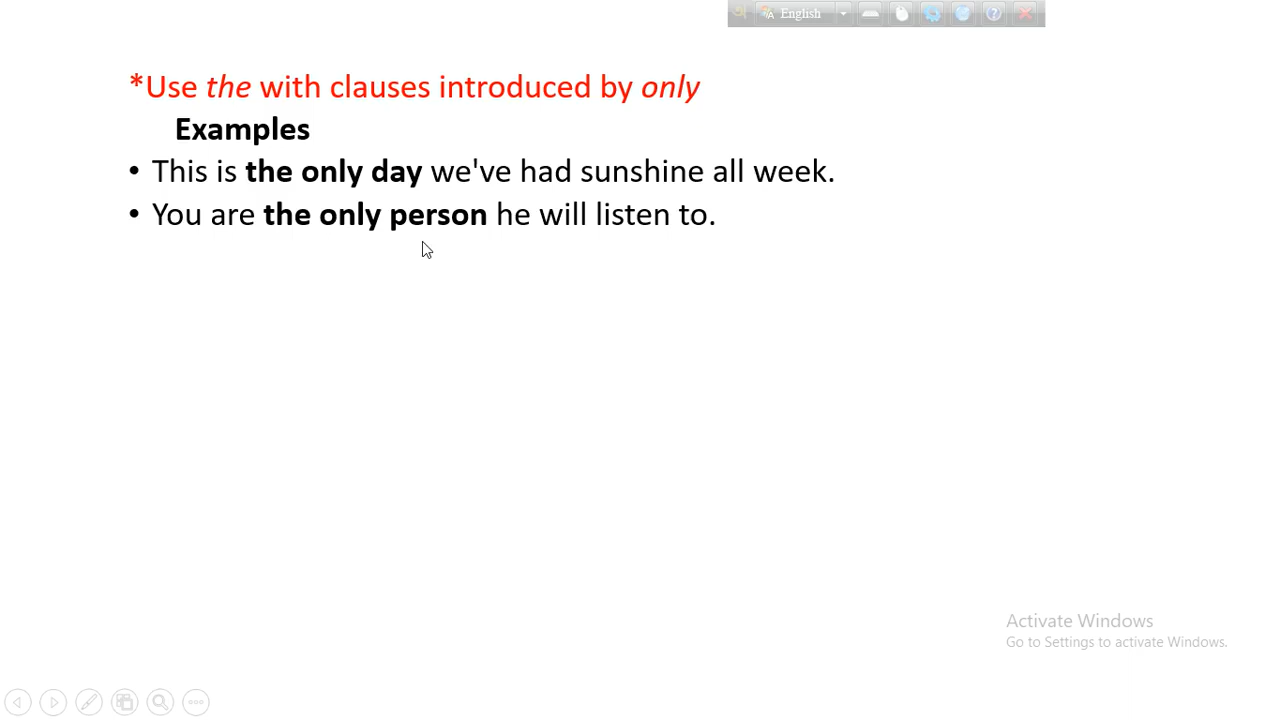 English
*Use the with clauses introduced by only
Examples
• This is the only day we've had sunshine all week.
• You are the only person he will listen to.
Activate Windows
Go to Settings to activate Windows.